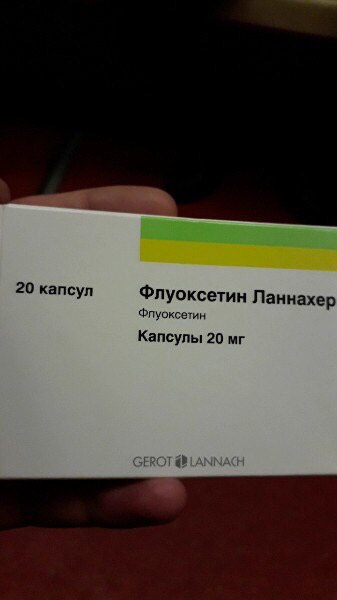 20 капсул
Флуоксетин Ланнахер
Флуоксетин
Капсулы 20 мг
GEROT LANNACH